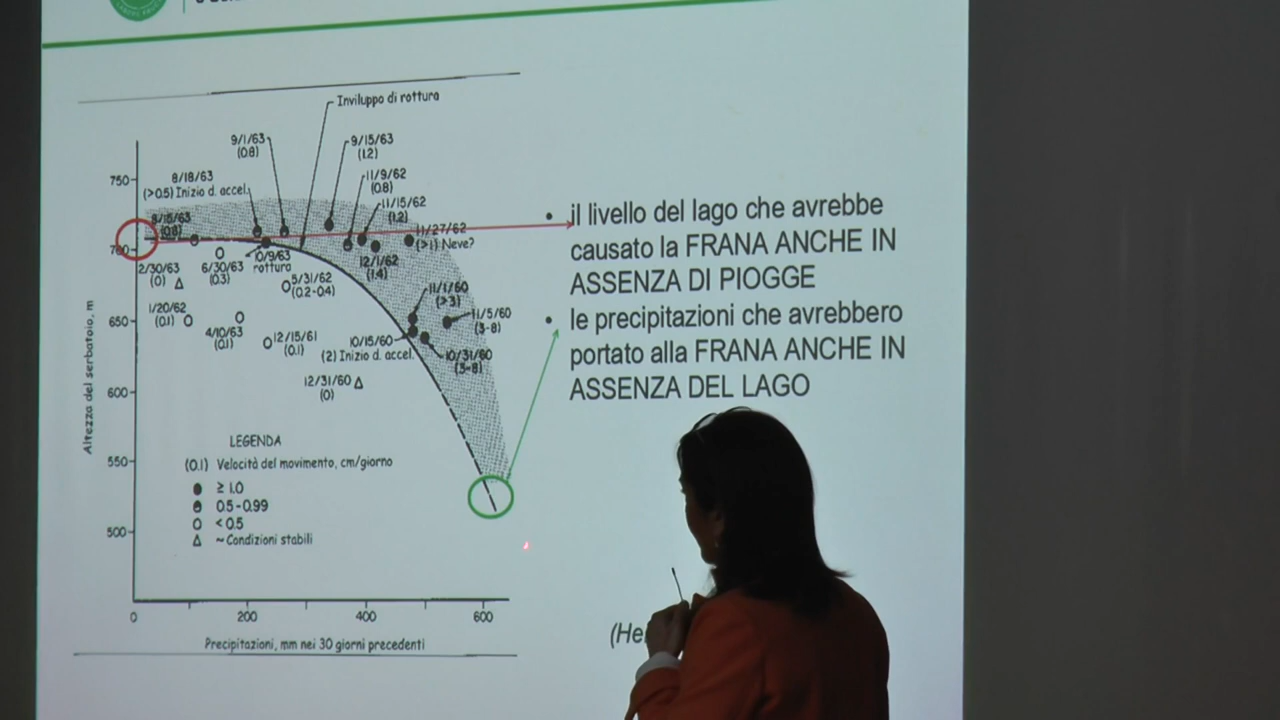 Inviluppo di rottura
9/1/63
(0.8)
9/15/63
(1.2)
8/18/63
(>0.5) Inizio d. accel.
11/9/62
(0.8)
11/15/62
(1.2)
8/15/63
(0.8)
11/27/62
(>1) Neve?
750
700
650
600
550
500
2/30/63
(0)
6/30/63
(0.3)
10/9/63
rottura
12/1/62
(1.4)
5/31/62
(0.2-0.4)
1/20/62
(0.1)
4/10/63
(0.1)
12/15/61
(0.1)
11/1/60
(>3)
11/5/60
(3-8)
10/15/60
(2) Inizio d. accel.
10/31/60
(3-8)
12/31/60
(0)
Altezza del serbatoio, m
LEGENDA
(0.1) Velocità del movimento, cm/giorno
≥ 1.0
0.5-0.99
< 0.5
~ Condizioni stabili
0 200 400 600
Precipitazioni, mm nei 30 giorni precedenti
• il livello del lago che avrebbe
causato la FRANA ANCHE IN
ASSENZA DI PIOGGE
• le precipitazioni che avrebbero
portato alla FRANA ANCHE IN
ASSENZA DEL LAGO
(He